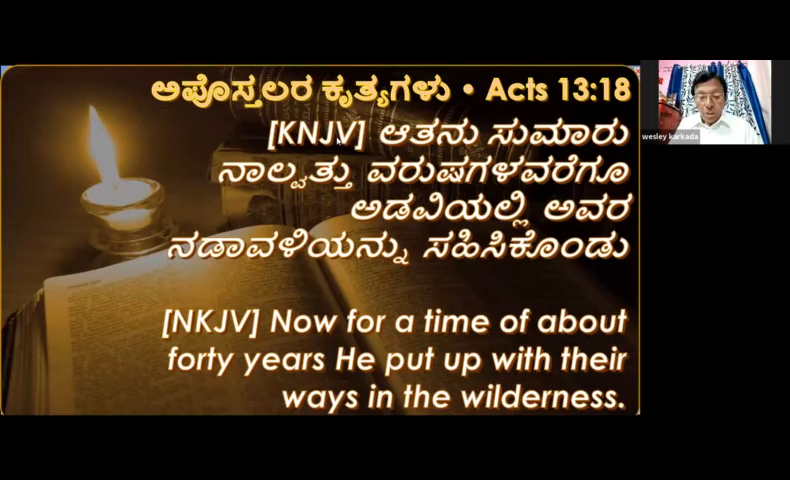 ಅಪೊಸ್ತಲರ ಕೃತ್ಯಗಳು • Acts 13:18
[KNJV] ಆತನು ಸುಮಾರು
ನಾಲ್ವತ್ತು ವರುಷಗಳವರೆಗೂ
ಅಡವಿಯಲ್ಲಿ ಅವರ
ನಡಾವಳಿಯನ್ನು ಸಹಿಸಿಕೊಂಡು
[NKJV] Now for a time of about
forty years He put up with their
ways in the wilderness.
wesley karkada